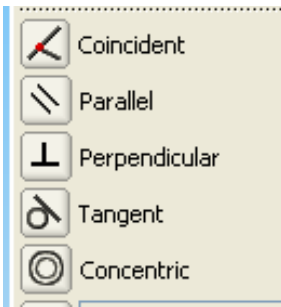 Coincident
Parallel
Perpendicular
Tangent
Concentric